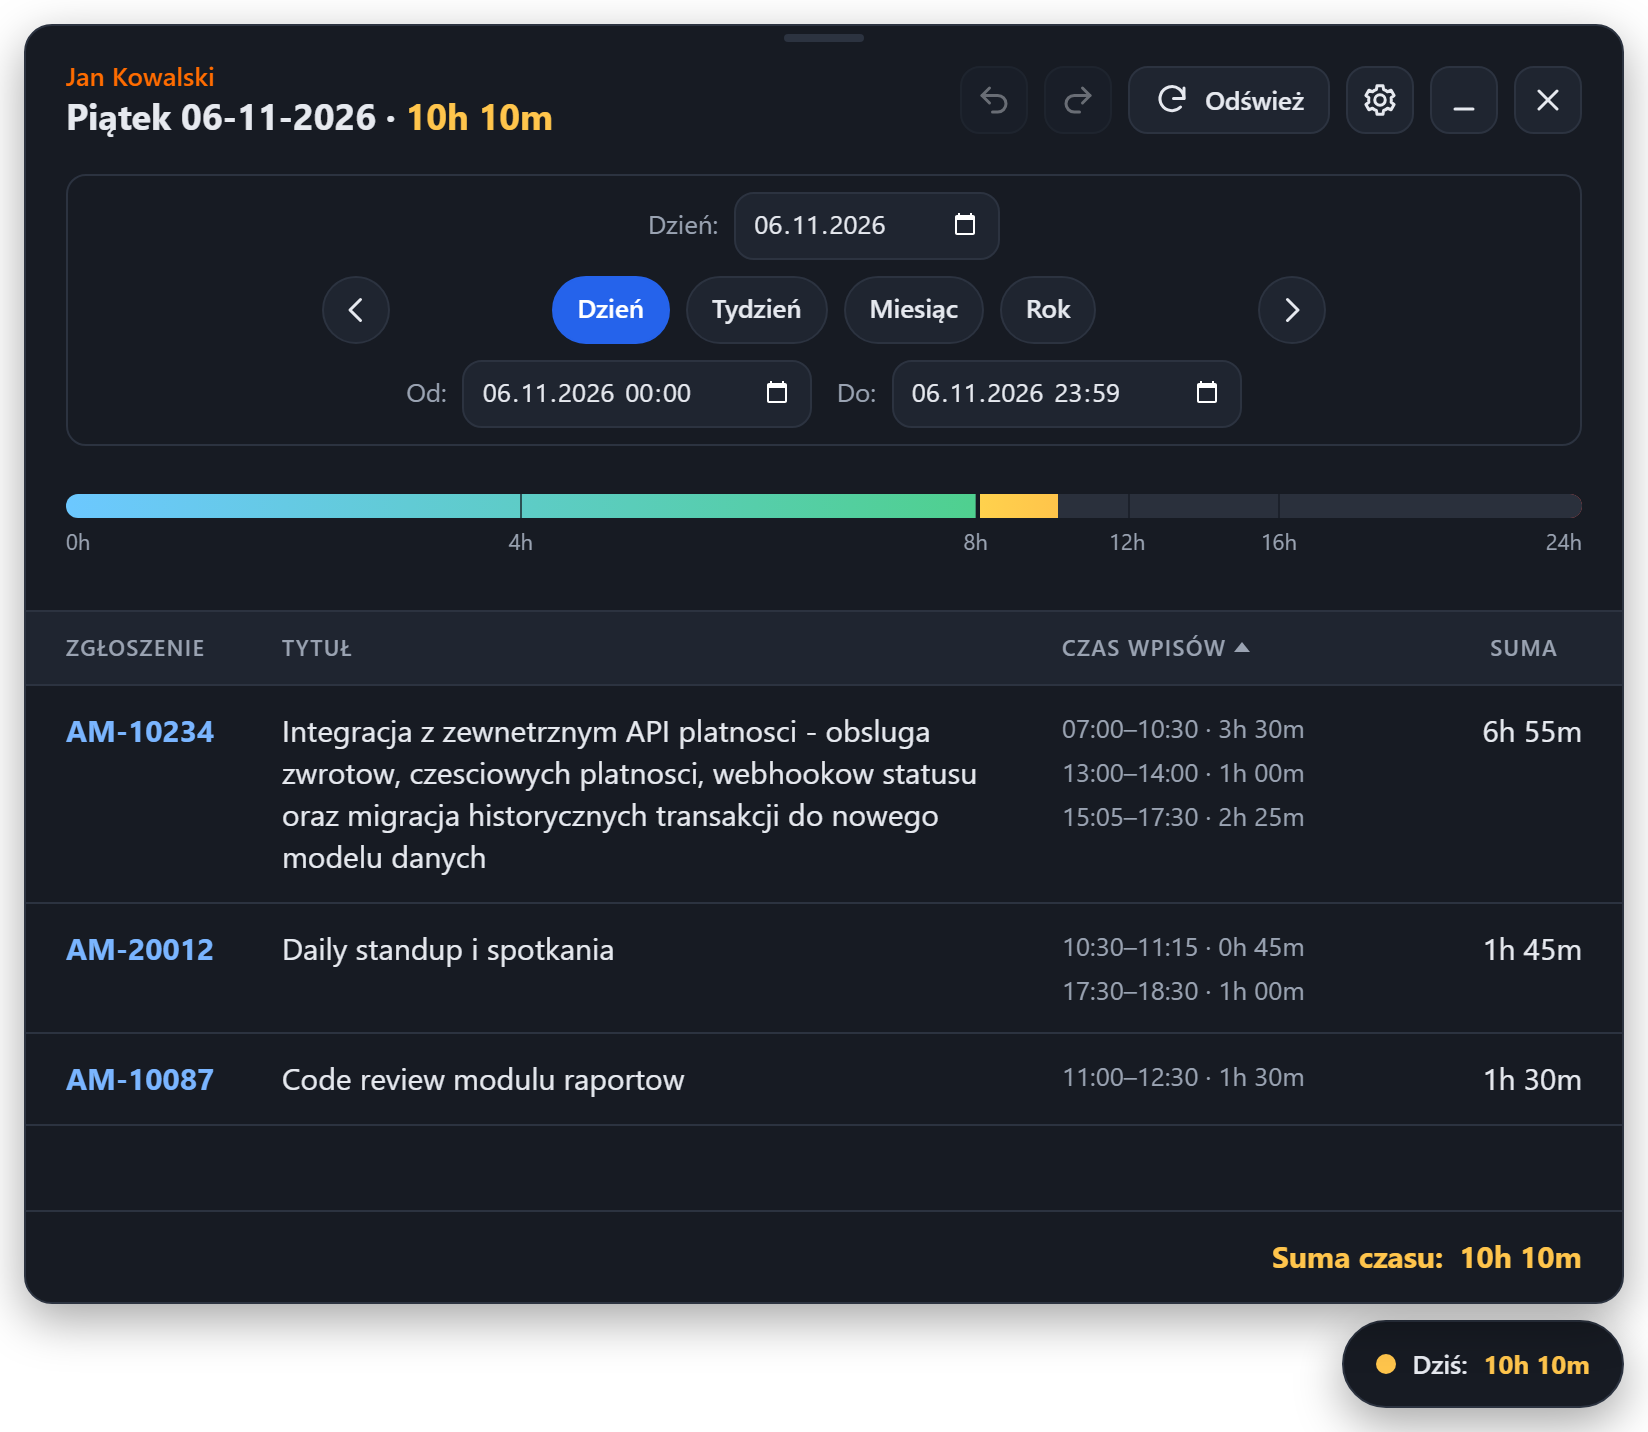 Jan Kowalski
Piątek 06-11-2026 · 10h 10m
Odśwież
Dzień: 06.11.2026
Dzień Tydzień Miesiąc Rok
Od: 06.11.2026 00:00 Do: 06.11.2026 23:59
0h 4h 8h 12h 16h 24h
ZGŁOSZENIE TYTUŁ CZAS WPISÓW SUMA
AM-10234 Integracja z zewnetrznym API platnosci - obsluga 07:00–10:30 · 3h 30m 6h 55m
zwrotow, czesciowych platnosci, webhookow statusu 13:00–14:00 · 1h 00m
oraz migracja historycznych transakcji do nowego 15:05–17:30 · 2h 25m
modelu danych
AM-20012 Daily standup i spotkania 10:30–11:15 · 0h 45m 1h 45m
17:30–18:30 · 1h 00m
AM-10087 Code review modulu raportow 11:00–12:30 · 1h 30m 1h 30m
Suma czasu: 10h 10m
Dziś: 10h 10m